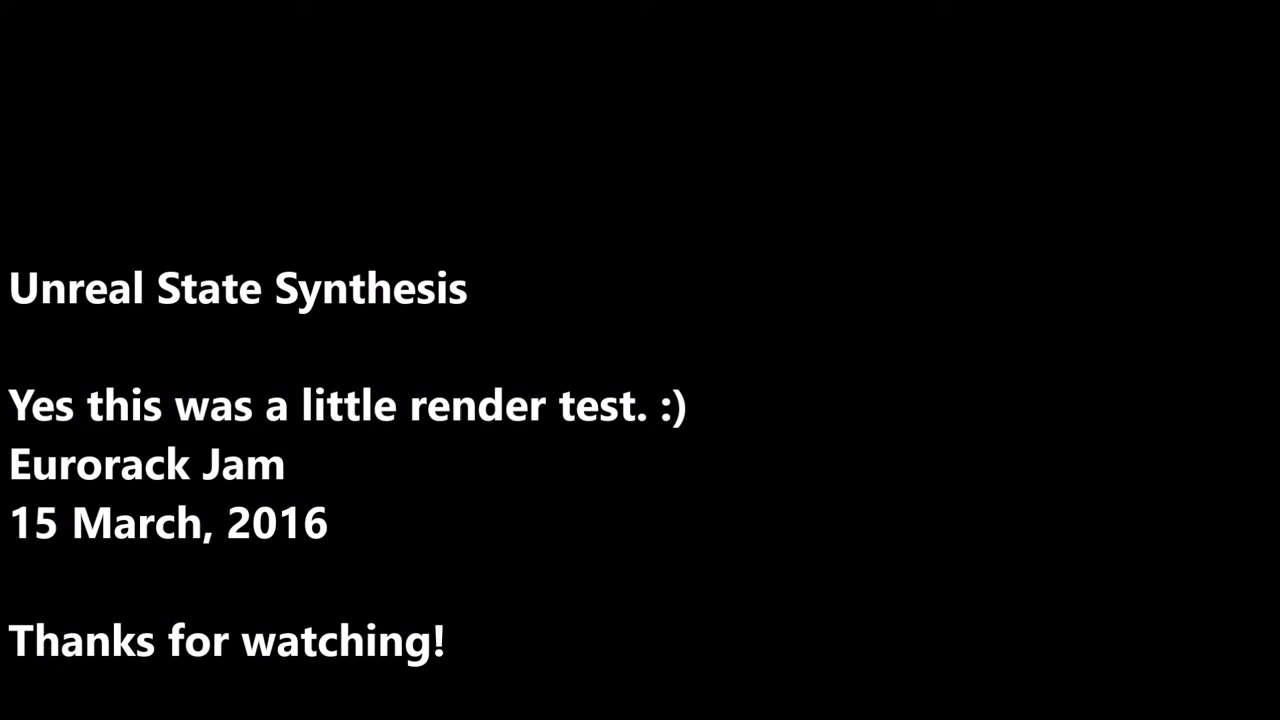 Unreal State Synthesis
Yes this was a little render test. :)
Eurorack Jam
15 March, 2016
Thanks for watching!